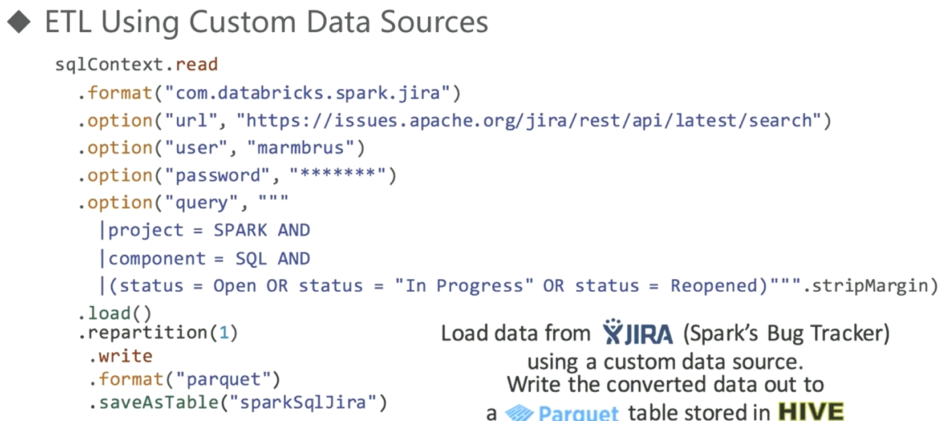 ◆ ETL Using Custom Data Sources
sqlContext.read
.format("com.databricks.spark.jira")
.option("url", "https://issues.apache.org/jira/rest/api/latest/search")
.option("user", "marmbrus")
.option("password", "*******")
.option("query", """
|project = SPARK AND
|component = SQL AND
|(status = Open OR status = "In Progress" OR status = Reopened)""".stripMargin)
.load()
.repartition(1)
.write
.format("parquet")
.saveAsTable("sparkSqlJira")
Load data from JIRA (Spark's Bug Tracker)
using a custom data source.
Write the converted data out to
a Parquet table stored in HIVE